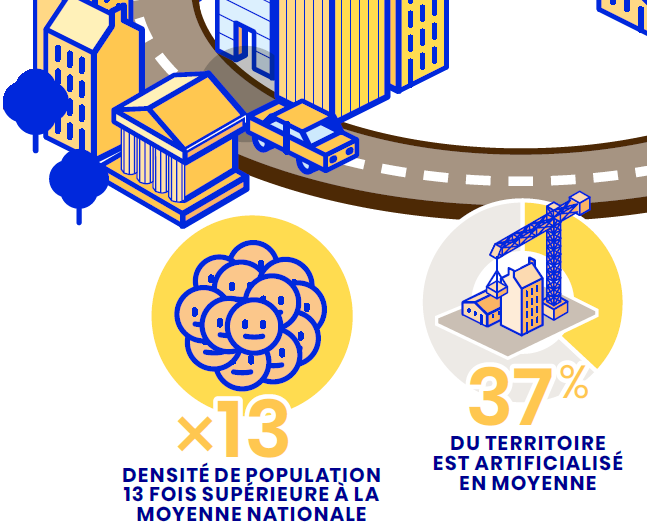 ×13
DENSITÉ DE POPULATION
13 FOIS SUPÉRIEURE À LA
MOYENNE NATIONALE
37%
DU TERRITOIRE
EST ARTIFICIALISÉ
EN MOYENNE